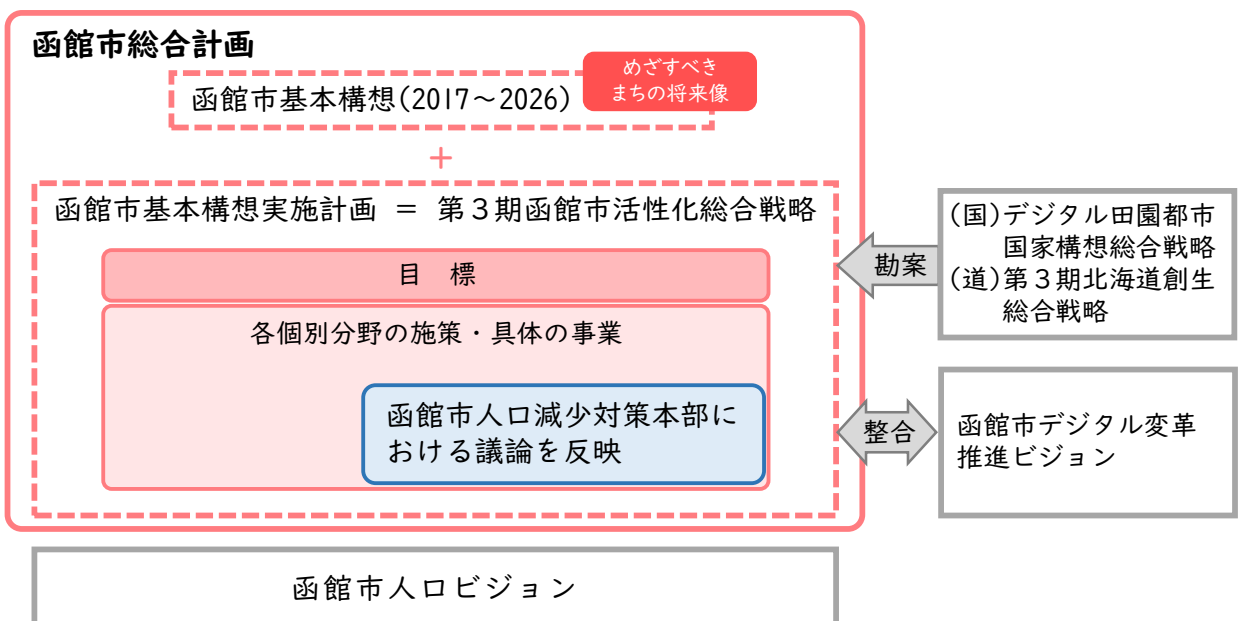 函館市総合計画
めざすべき
まちの将来像
函館市基本構想(2017～2026)
＋
函館市基本構想実施計画 ＝ 第３期函館市活性化総合戦略
目　標
各個別分野の施策・具体の事業
函館市人口減少対策本部に
おける議論を反映
勘案
(国)デジタル田園都市
国家構想総合戦略
(道)第３期北海道創生
総合戦略
整合
函館市デジタル変革
推進ビジョン
函館市人口ビジョン